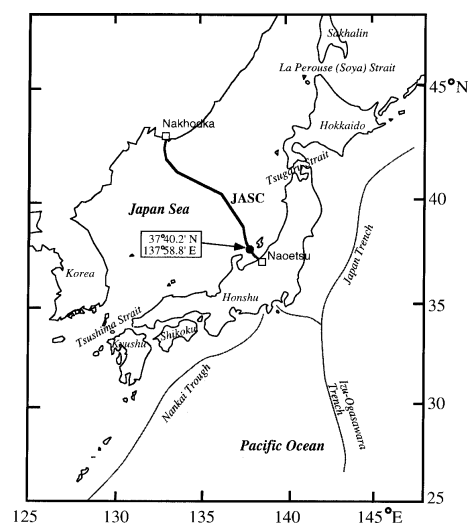 Sakhalin
La Perouse (Soya) Strait
45°N
Nakhodka
Hokkaido
Tsugaru Strait
40
JASC
Japan Sea
37°40.2' N
137°58.8' E
Naoetsu
Japan Trench
Korea
Honshu
35
Tsushima Strait
Shikoku
Kyushu
Nankai Trough
Izu-Ogasawara
Trench
30
Pacific Ocean
25
125
130
135
140
145°E